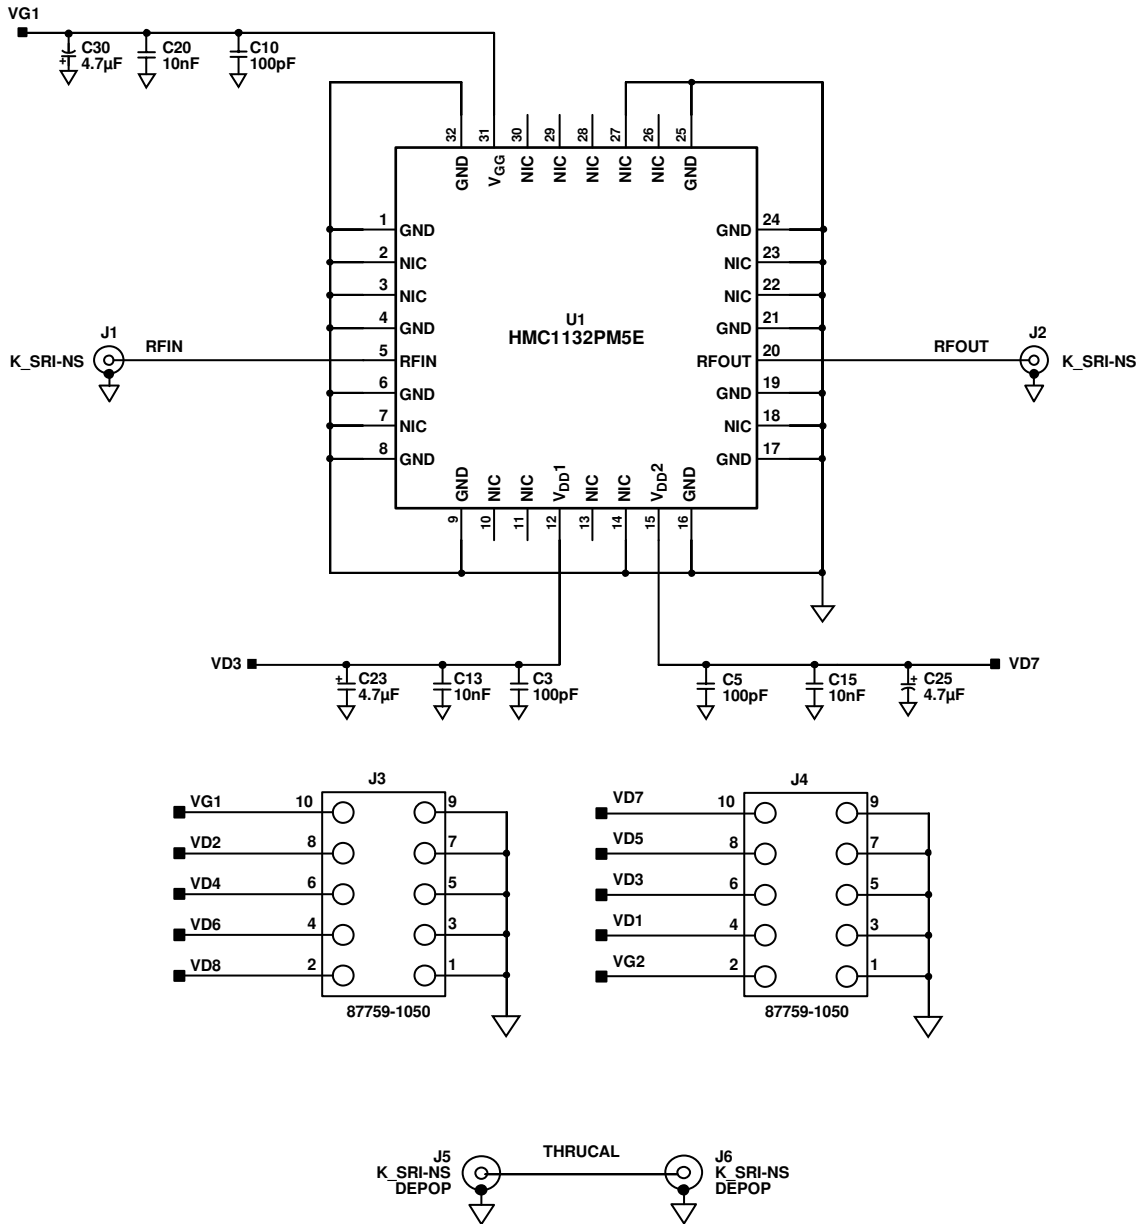 VG1
C30
4.7µF
+
C20
10nF
C10
100pF
32
31
30
29
28
27
26
25
GND
VGG
NIC
NIC
NIC
NIC
NIC
GND
1
GND
2
NIC
3
NIC
4
GND
5
RFIN
6
GND
7
NIC
8
GND
24
GND
23
NIC
22
NIC
21
GND
20
RFOUT
19
GND
18
NIC
17
GND
U1
HMC1132PM5E
J1
K_SRI-NS
RFIN
RFOUT
J2
K_SRI-NS
GND
NIC
NIC
VDD1
NIC
NIC
VDD2
GND
9
10
11
12
13
14
15
16
VD3
+
C23
4.7µF
C13
10nF
C3
100pF
C5
100pF
C15
10nF
+
C25
4.7µF
VD7
J3
VG1 10 9
VD2 8 7
VD4 6 5
VD6 4 3
VD8 2 1
87759-1050
J4
VD7 10 9
VD5 8 7
VD3 6 5
VD1 4 3
VG2 2 1
87759-1050
J5
K_SRI-NS
DEPOP
THRUCAL
J6
K_SRI-NS
DEPOP